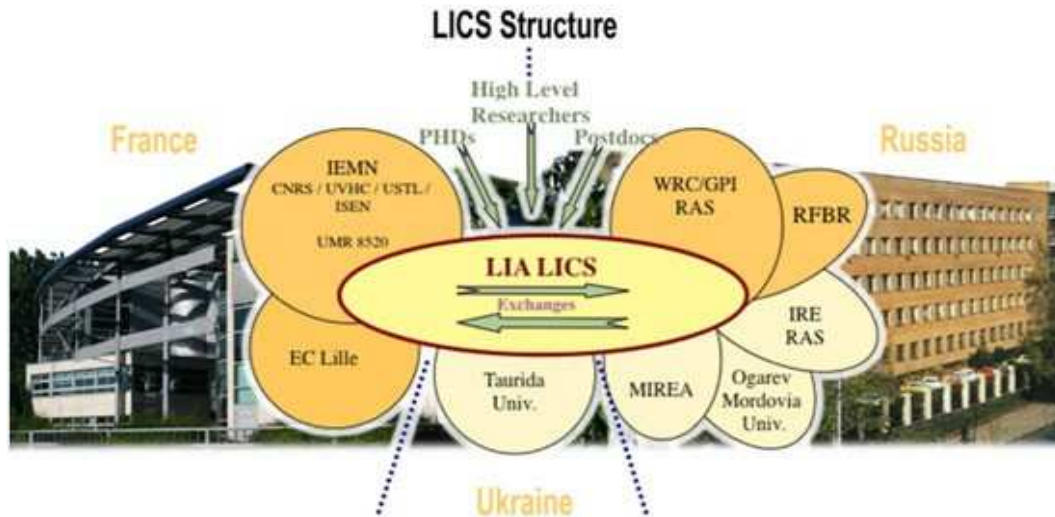 LICS Structure
High Level
Researchers
PHDs
Postdocs
France
Russia
IEMN
CNRS / UVHC / USTL /
ISEN
UMR 8520
WRC/GPI
RAS
RFBR
LIA LICS
Exchanges
IRE
RAS
EC Lille
Taurida
Univ.
MIREA
Ogarev
Mordovia
Univ.
Ukraine